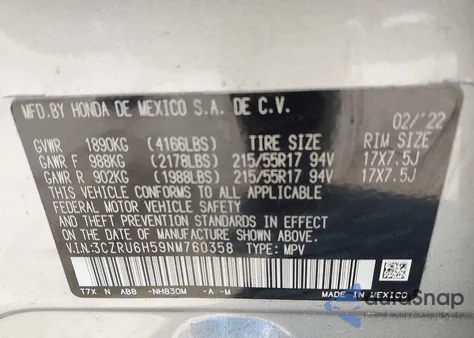 MFD.BY HONDA DE MEXICO S.A. DE C.V.
02/'22
GVWR 1890KG (4166LBS) TIRE SIZE RIM SIZE
GAWR F 988KG (2178LBS) 215/55R17 94V 17X7.5J
GAWR R 902KG (1988LBS) 215/55R17 94V 17X7.5J
THIS VEHICLE CONFORMS TO ALL APPLICABLE
FEDERAL MOTOR VEHICLE SAFETY
AND THEFT PREVENTION STANDARDS IN EFFECT
ON THE DATE OF MANUFACTURE SHOWN ABOVE.
V.I.N:3CZRU6H59NM760358 TYPE: MPV
T7X N AB8 -NH830M -A -M MADE IN MEXICO
AutaSnap